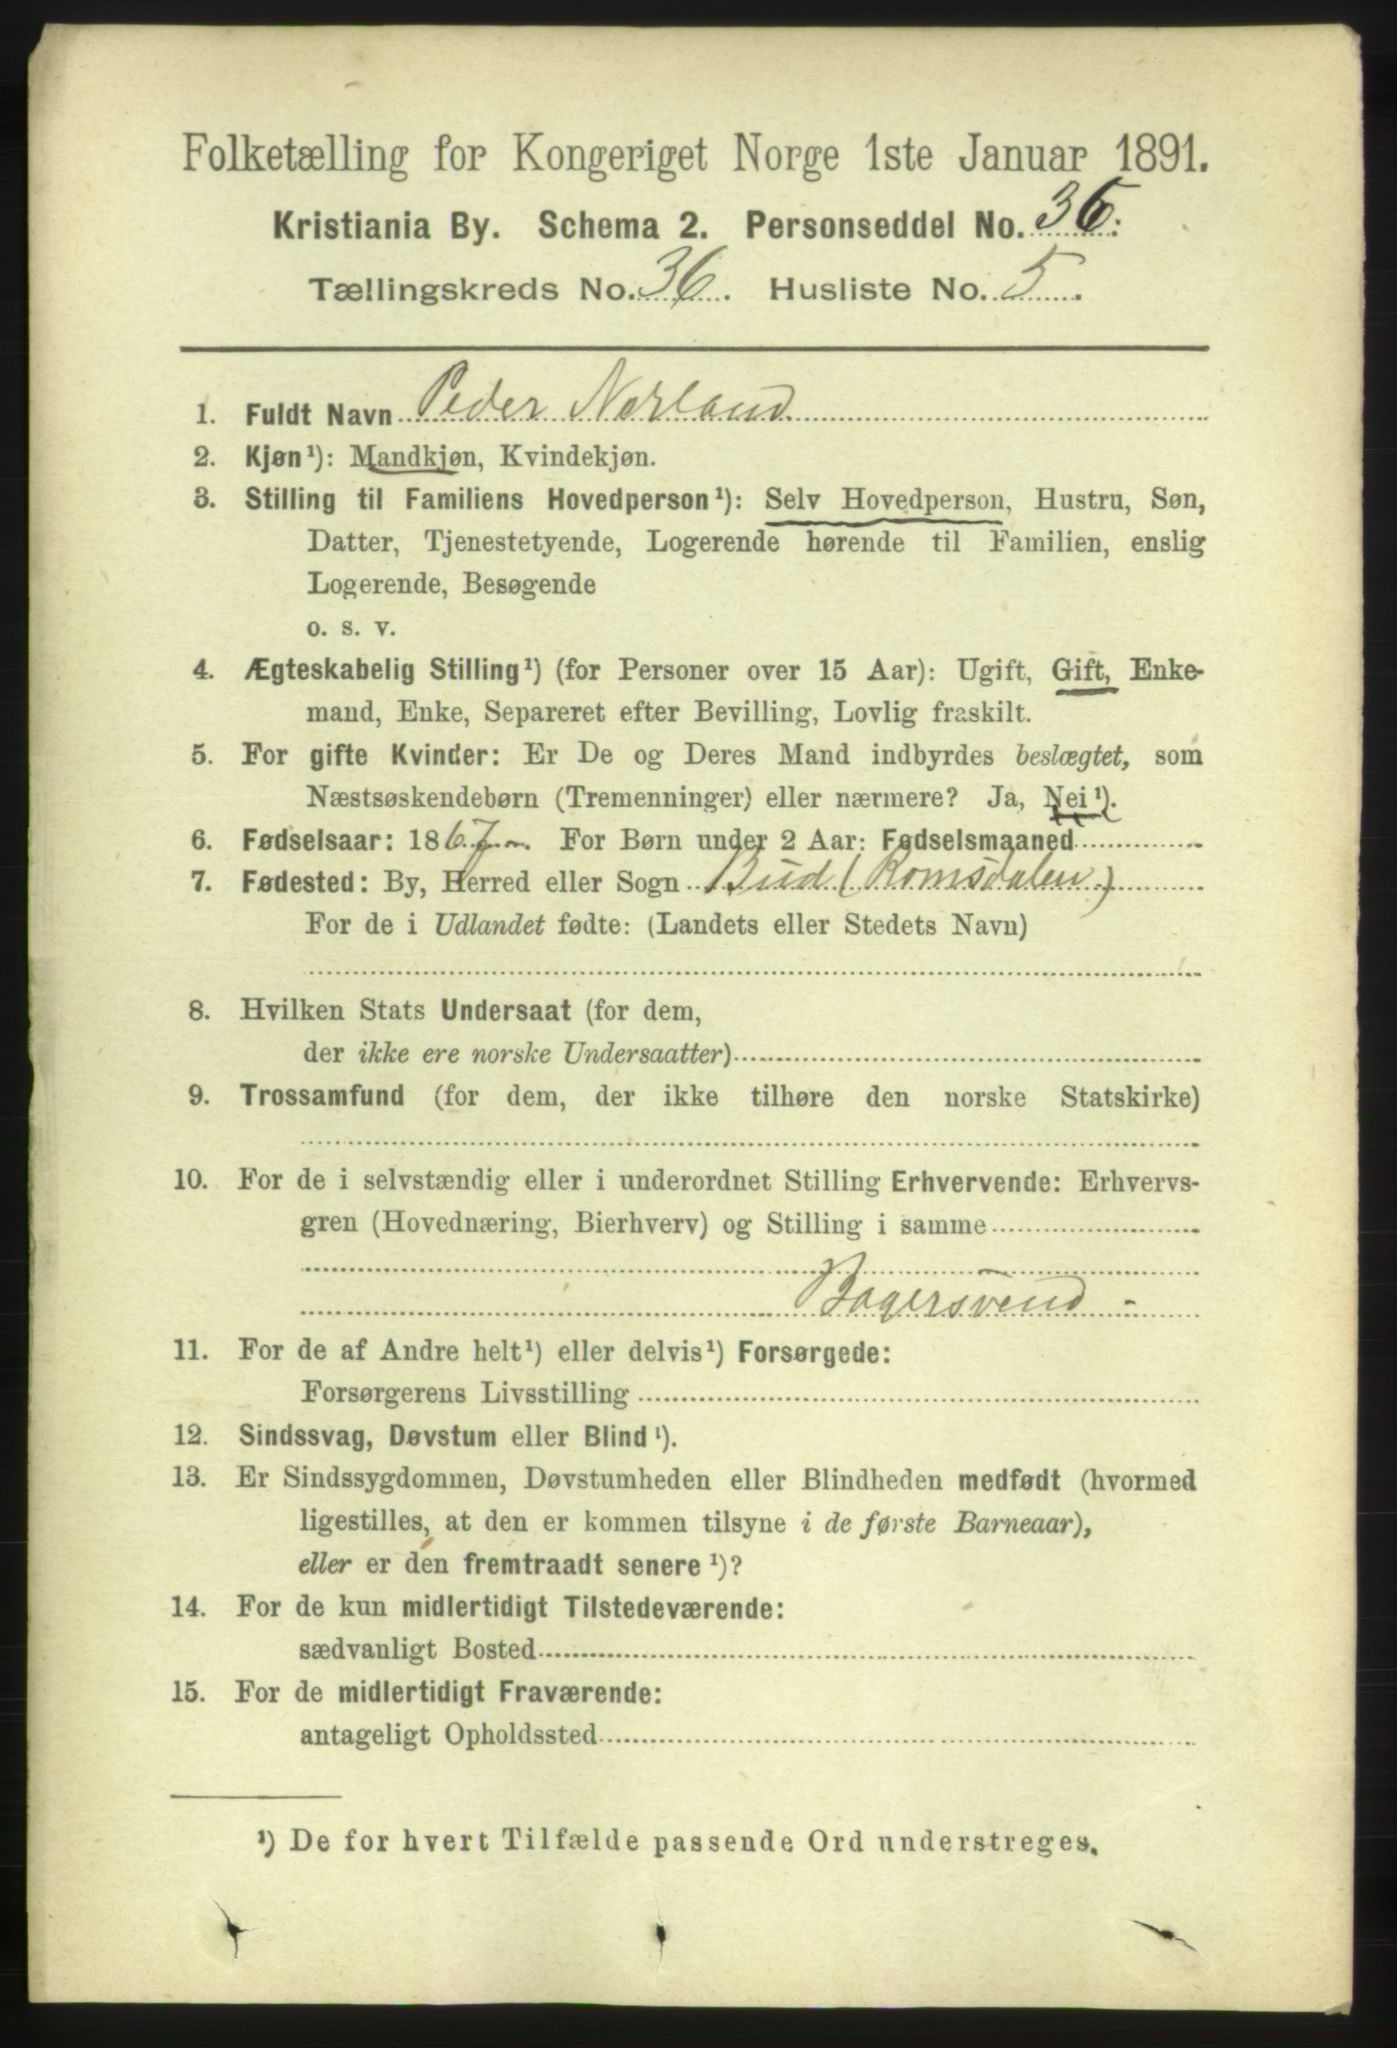 Folketælling for Kongeriget Norge 1ste Januar 1891.
Kristiania By. Schema 2. Personseddel No. 36.
Tællingskreds No. 36. Husliste No. 5.
1. Fuldt Navn Peder Norland
2. Kjøn¹): Mandkjøn, Kvindekjøn.
3. Stilling til Familiens Hovedperson¹): Selv Hovedperson, Hustru, Søn,
Datter, Tjenestetyende, Logerende hørende til Familien, enslig
Logerende, Besøgende
o. s. v.
4. Ægteskabelig Stilling¹) (for Personer over 15 Aar): Ugift, Gift, Enke-
mand, Enke, Separeret efter Bevilling, Lovlig fraskilt.
5. For gifte Kvinder: Er De og Deres Mand indbyrdes beslægtet, som
Næstsøskendebørn (Tremenninger) eller nærmere? Ja, Nei¹).
6. Fødselsaar: 1867. For Børn under 2 Aar: Fødselsmaaned
7. Fødested: By, Herred eller Sogn Bud (Romsdalen)
For de i Udlandet fødte: (Landets eller Stedets Navn)
8. Hvilken Stats Undersaat (for dem,
der ikke ere norske Undersaatter)
9. Trossamfund (for dem, der ikke tilhøre den norske Statskirke)
10. For de i selvstændig eller i underordnet Stilling Erhvervende: Erhvervs-
gren (Hovednæring, Bierhverv) og Stilling i samme
Bagersvend -
11. For de af Andre helt¹) eller delvis¹) Forsørgede:
Forsørgerens Livsstilling
12. Sindssvag, Døvstum eller Blind¹).
13. Er Sindssygdommen, Døvstumheden eller Blindheden medfødt (hvormed
ligestilles, at den er kommen tilsyne i de første Barneaar),
eller er den fremtraadt senere¹)?
14. For de kun midlertidigt Tilstedeværende:
sædvanligt Bosted
15. For de midlertidigt Fraværende:
antageligt Opholdssted
¹) De for hvert Tilfælde passende Ord understreges.